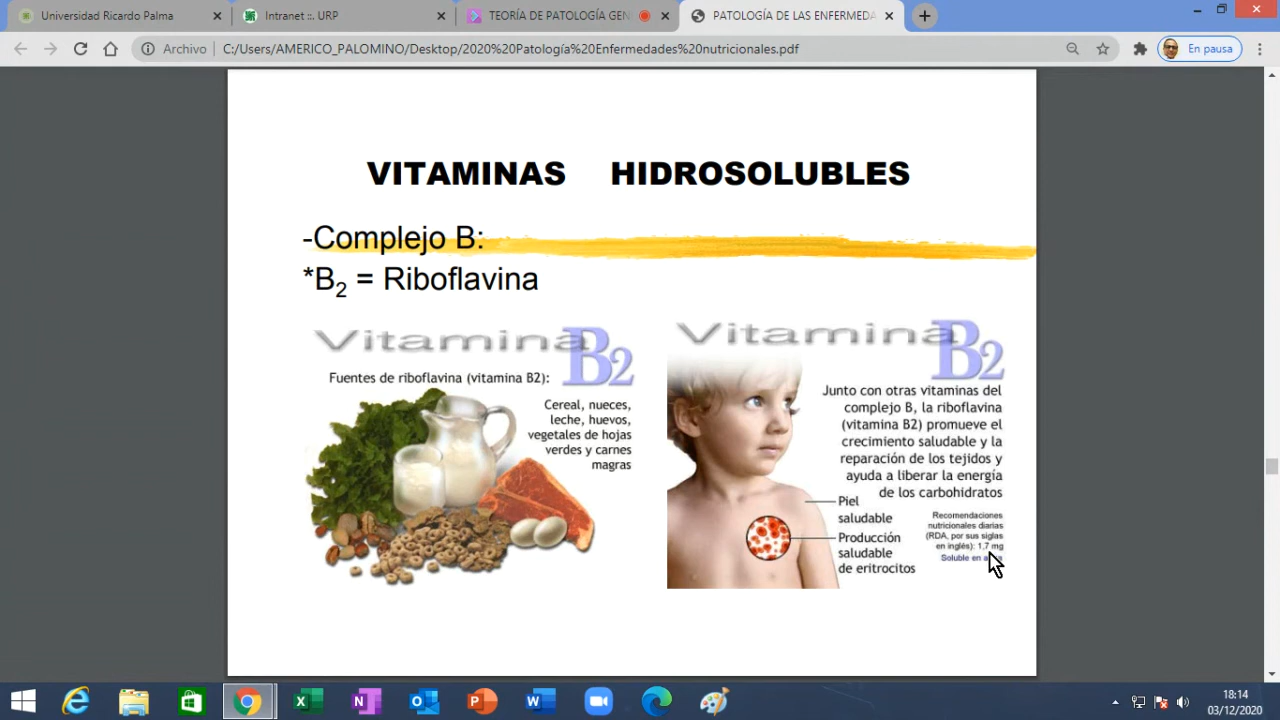 Universidad Ricardo Palma
Intranet ::. URP
TEORÍA DE PATOLOGÍA GEN
PATOLOGÍA DE LAS ENFERMEDA
Archivo
C:/Users/AMERICO_PALOMINO/Desktop/2020%20Patología%20Enfermedades%20nutricionales.pdf
En pausa
VITAMINAS HIDROSOLUBLES
-Complejo B:
*B2 = Riboflavina
Vitamina B2
Fuentes de riboflavina (vitamina B2):
Cereal, nueces,
leche, huevos,
vegetales de hojas
verdes y carnes
magras
Vitamina B2
Junto con otras vitaminas del
complejo B, la riboflavina
(vitamina B2) promueve el
crecimiento saludable y la
reparación de los tejidos y
ayuda a liberar la energía
de los carbohidratos
Piel
saludable
Producción
saludable
de eritrocitos
Recomendaciones
nutricionales diarias
(RDA, por sus siglas
en inglés): 1,7 mg
Soluble en
18:14
03/12/2020